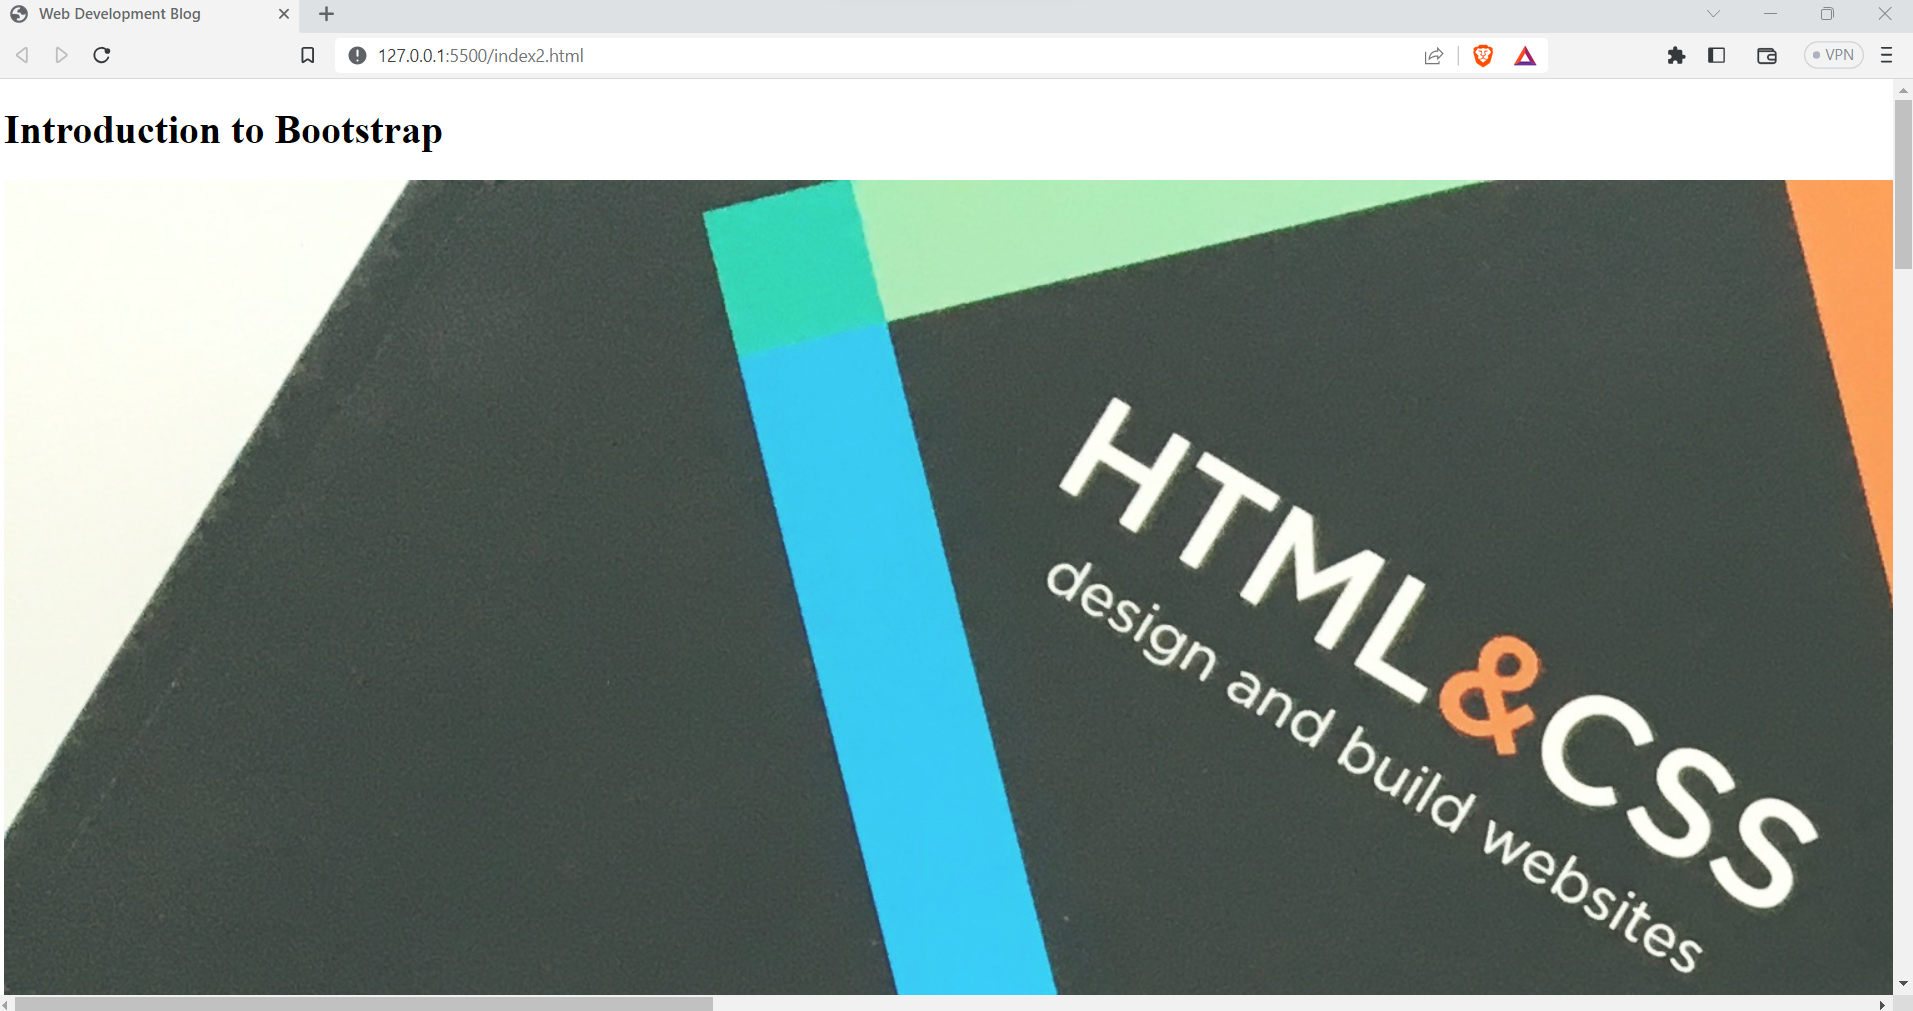 Web Development Blog
127.0.0.1:5500/index2.html
VPN
Introduction to Bootstrap
HTML&CSS
design and build websites